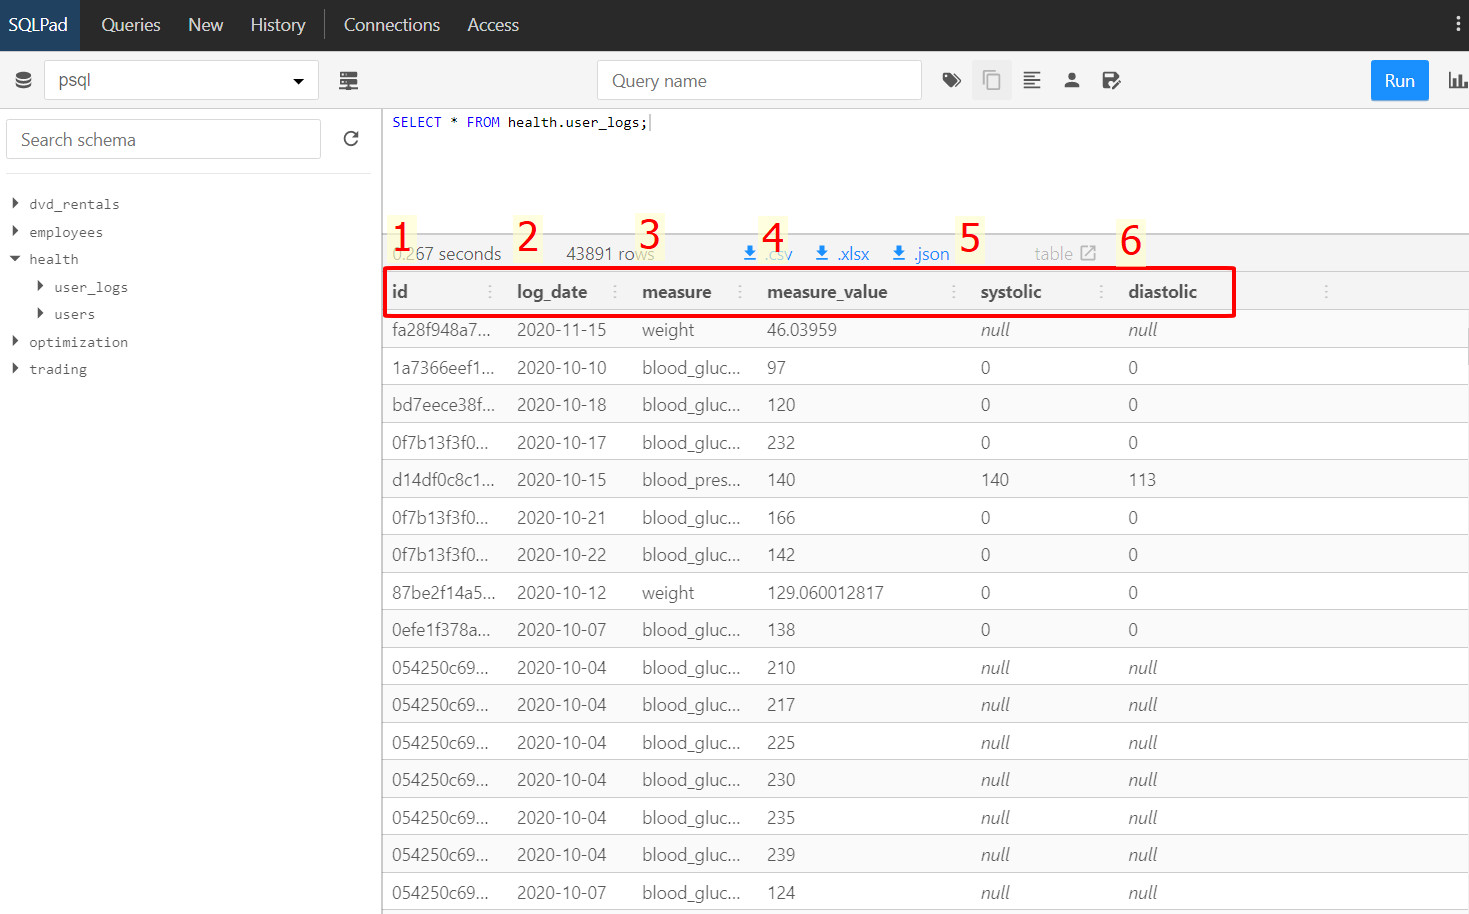 SQLPad Queries New History Connections Access
psql Query name Run
Search schema
dvd_rentals
employees
health
user_logs
users
optimization
trading
SELECT * FROM health.user_logs;
1 2 3 4 5 6
0.267 seconds 43891 rows .csv .xlsx .json table
id log_date measure measure_value systolic diastolic
fa28f948a7... 2020-11-15 weight 46.03959 null null
1a7366eef1... 2020-10-10 blood_gluc... 97 0 0
bd7eece38f... 2020-10-18 blood_gluc... 120 0 0
0f7b13f3f0... 2020-10-17 blood_gluc... 232 0 0
d14df0c8c1... 2020-10-15 blood_pres... 140 140 113
0f7b13f3f0... 2020-10-21 blood_gluc... 166 0 0
0f7b13f3f0... 2020-10-22 blood_gluc... 142 0 0
87be2f14a5... 2020-10-12 weight 129.060012817 0 0
0efe1f378a... 2020-10-07 blood_gluc... 138 0 0
054250c69... 2020-10-04 blood_gluc... 210 null null
054250c69... 2020-10-04 blood_gluc... 217 null null
054250c69... 2020-10-04 blood_gluc... 225 null null
054250c69... 2020-10-04 blood_gluc... 230 null null
054250c69... 2020-10-04 blood_gluc... 235 null null
054250c69... 2020-10-04 blood_gluc... 239 null null
054250c69... 2020-10-07 blood_gluc... 124 null null